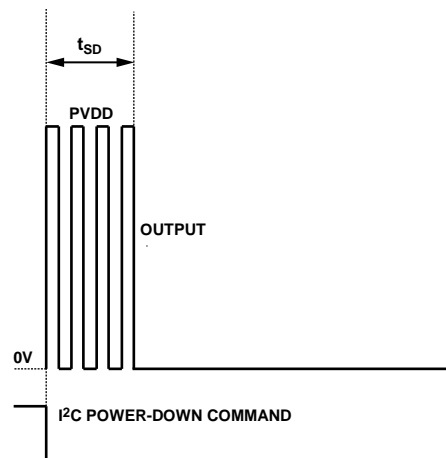 tSD
PVDD
OUTPUT
0V
I²C POWER-DOWN COMMAND